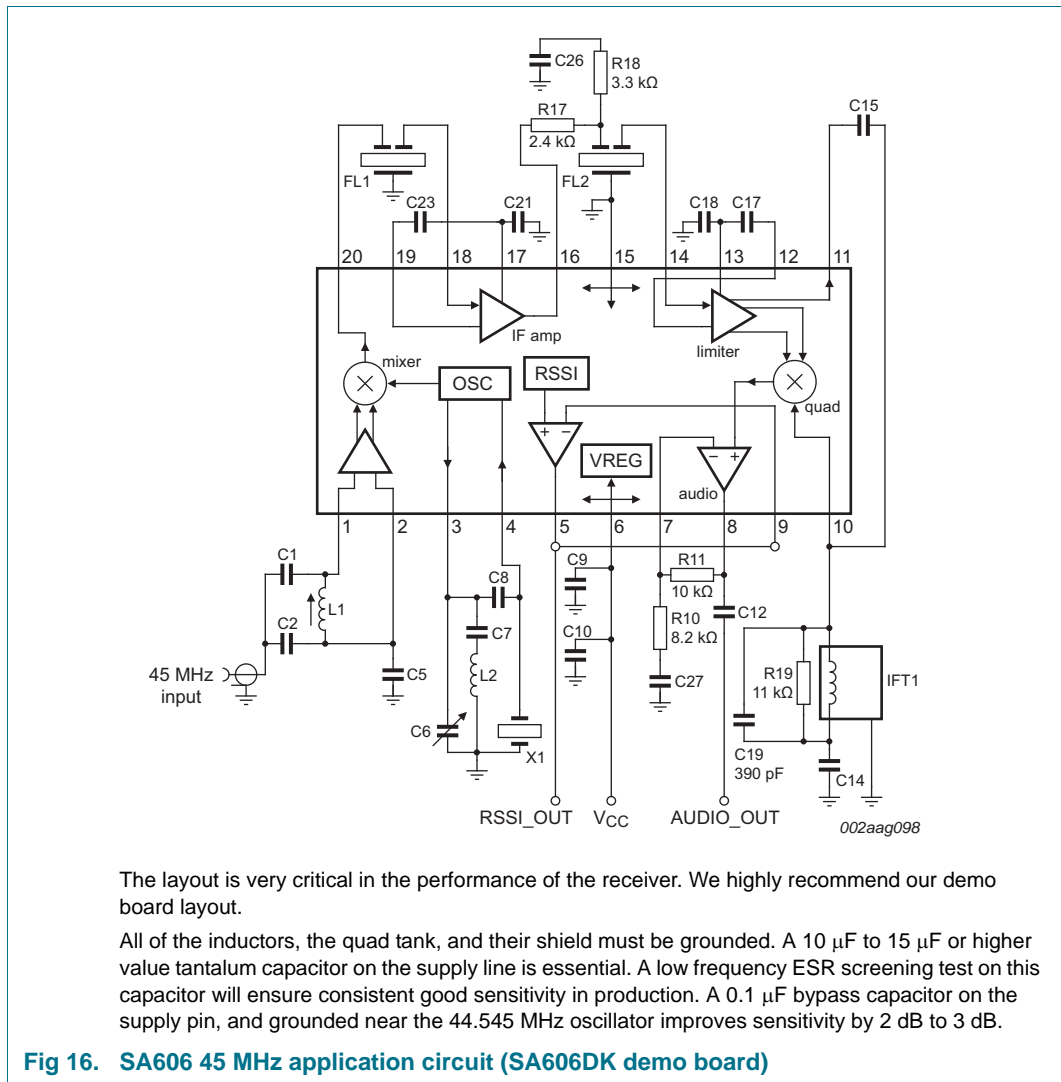 C26
R18
3.3 kΩ
C15
R17
2.4 kΩ
FL1
FL2
C23
C21
C18
C17
20 19 18 17 16 15 14 13 12 11
IF amp
limiter
mixer
OSC
RSSI
quad
+ −
VREG
− +
audio
1 2 3 4 5 6 7 8 9 10
C1
L1
C2
45 MHz
input
C5
C8
C7
L2
C6
X1
C9
C10
R11
10 kΩ
R10
8.2 kΩ
C12
C27
R19
11 kΩ
IFT1
C19
390 pF
C14
RSSI_OUT VCC AUDIO_OUT
002aag098
The layout is very critical in the performance of the receiver. We highly recommend our demo
board layout.
All of the inductors, the quad tank, and their shield must be grounded. A 10 μF to 15 μF or higher
value tantalum capacitor on the supply line is essential. A low frequency ESR screening test on this
capacitor will ensure consistent good sensitivity in production. A 0.1 μF bypass capacitor on the
supply pin, and grounded near the 44.545 MHz oscillator improves sensitivity by 2 dB to 3 dB.
Fig 16. SA606 45 MHz application circuit (SA606DK demo board)